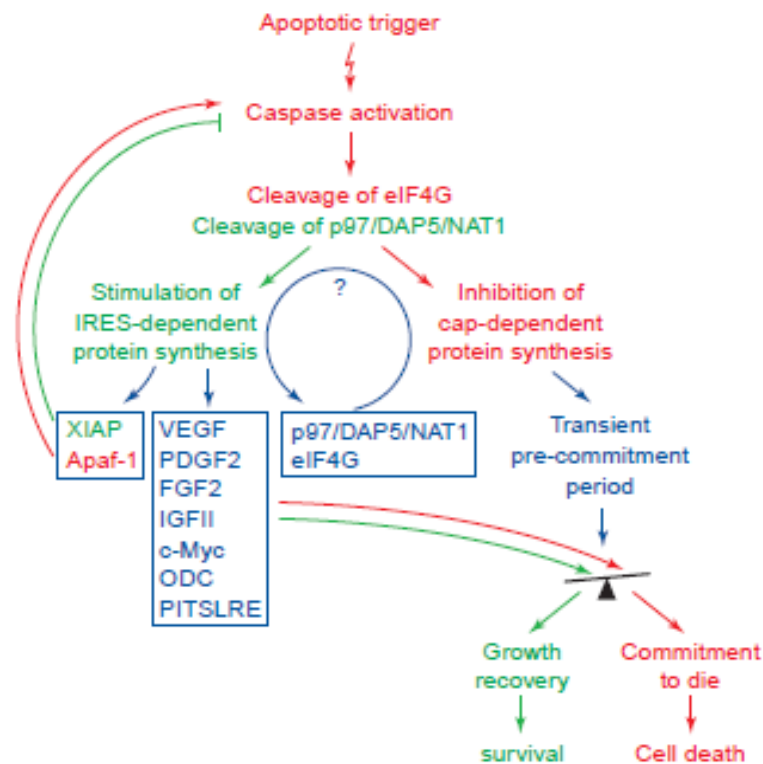 Apoptotic trigger
Caspase activation
Cleavage of eIF4G
Cleavage of p97/DAP5/NAT1
Stimulation of
IRES-dependent
protein synthesis
?
Inhibition of
cap-dependent
protein synthesis
XIAP
Apaf-1
VEGF
PDGF2
FGF2
IGFII
c-Myc
ODC
PITSLRE
p97/DAP5/NAT1
eIF4G
Transient
pre-commitment
period
Growth
recovery
survival
Commitment
to die
Cell death